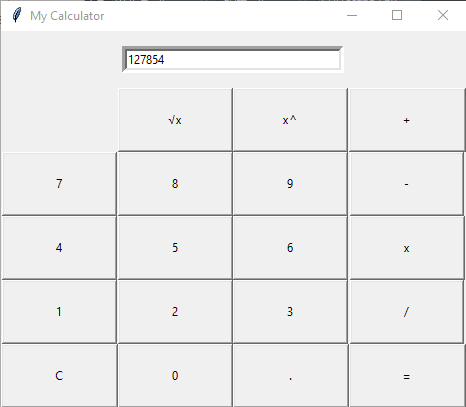 My Calculator
127854
√x x^ +
7 8 9 -
4 5 6 x
1 2 3 /
C 0 . =